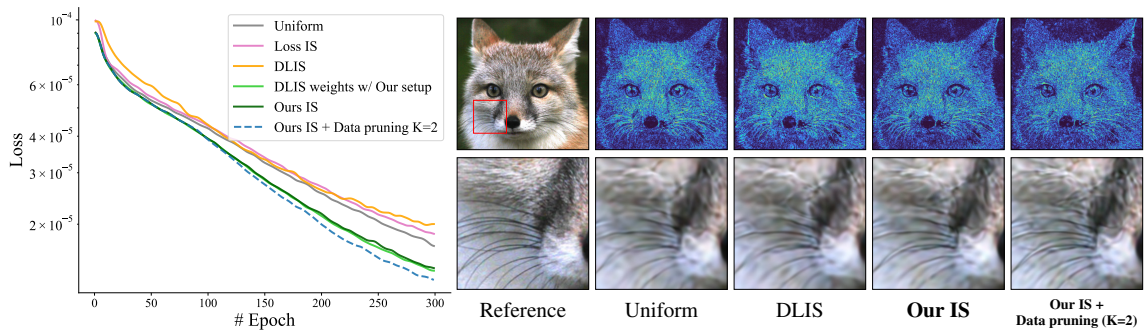 10⁻⁴
6 × 10⁻⁵
4 × 10⁻⁵
3 × 10⁻⁵
2 × 10⁻⁵
Loss
0 50 100 150 200 250 300
# Epoch
Uniform
Loss IS
DLIS
DLIS weights w/ Our setup
Ours IS
Ours IS + Data pruning K=2
Reference
Uniform
DLIS
Our IS
Our IS +
Data pruning (K=2)